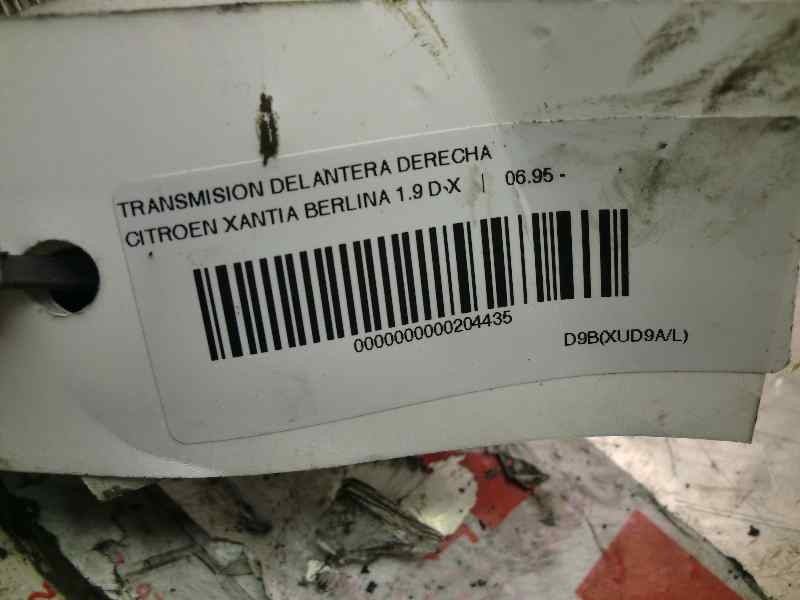 TRANSMISION DELANTERA DERECHA
CITROEN XANTIA BERLINA 1.9 D X | 06.95 -
0000000000204435
D9B(XUD9A/L)